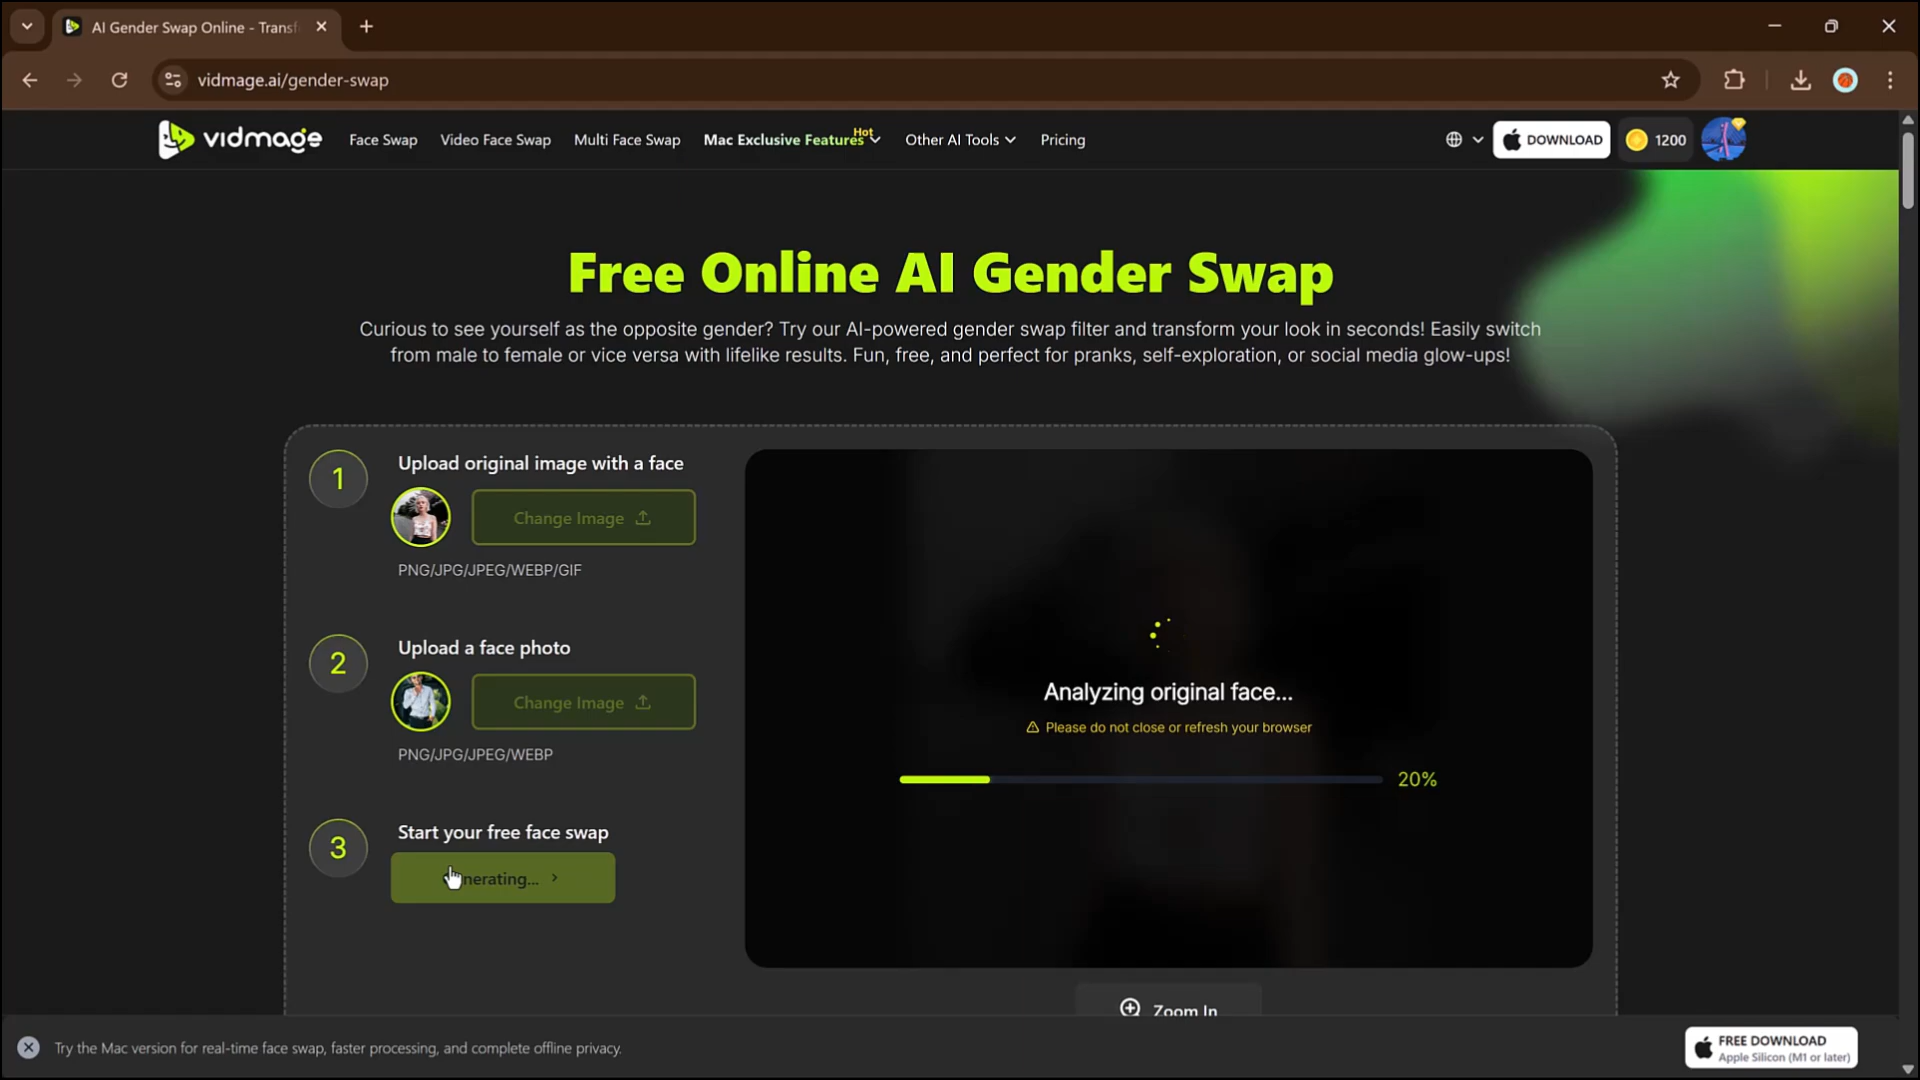 AI Gender Swap Online - Transf
vidmage.ai/gender-swap
vidmage
Face Swap
Video Face Swap
Multi Face Swap
Mac Exclusive Features
Hot
Other AI Tools
Pricing
DOWNLOAD
1200
Free Online AI Gender Swap
Curious to see yourself as the opposite gender? Try our AI-powered gender swap filter and transform your look in seconds! Easily switch
from male to female or vice versa with lifelike results. Fun, free, and perfect for pranks, self-exploration, or social media glow-ups!
1
Upload original image with a face
Change Image
PNG/JPG/JPEG/WEBP/GIF
2
Upload a face photo
Change Image
PNG/JPG/JPEG/WEBP
3
Start your free face swap
nerating...
Analyzing original face...
Please do not close or refresh your browser
20%
Zoom In
Try the Mac version for real-time face swap, faster processing, and complete offline privacy.
FREE DOWNLOAD
Apple Silicon (M1 or later)